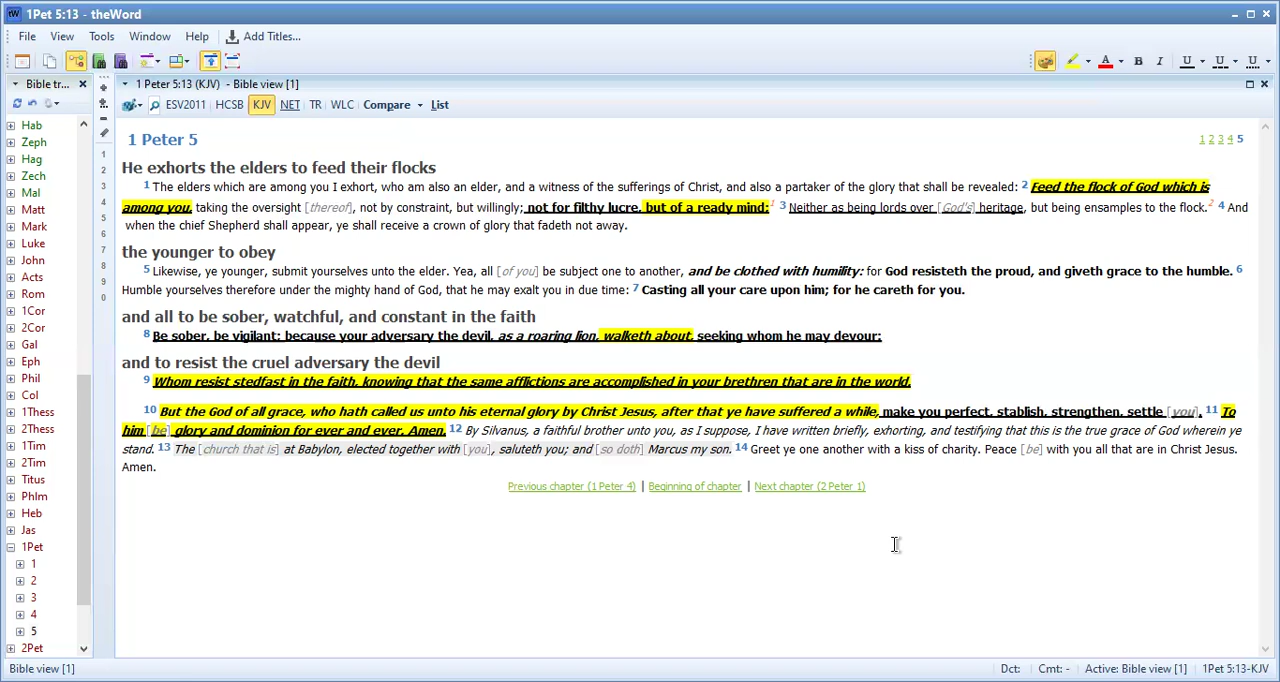 1Pet 5:13 - theWord
File View Tools Window Help Add Titles...
A B I U U U
Bible tr... 1 Peter 5:13 (KJV) - Bible view [1]
ESV2011 HCSB KJV NET TR WLC Compare List
Hab
Zeph
Hag
Zech
Mal
Matt
Mark
Luke
John
Acts
Rom
1Cor
2Cor
Gal
Eph
Phil
Col
1Thess
2Thess
1Tim
2Tim
Titus
Phlm
Heb
Jas
1Pet
1
2
3
4
5
2Pet
1
2
3
4
5
6
7
8
9
0
1 Peter 5 1 2 3 4 5
He exhorts the elders to feed their flocks
1 The elders which are among you I exhort, who am also an elder, and a witness of the sufferings of Christ, and also a partaker of the glory that shall be revealed: 2 Feed the flock of God which is
among you, taking the oversight [thereof], not by constraint, but willingly; not for filthy lucre, but of a ready mind; 1 3 Neither as being lords over [God's] heritage, but being ensamples to the flock. 2 4 And
when the chief Shepherd shall appear, ye shall receive a crown of glory that fadeth not away.
the younger to obey
5 Likewise, ye younger, submit yourselves unto the elder. Yea, all [of you] be subject one to another, and be clothed with humility: for God resisteth the proud, and giveth grace to the humble. 6
Humble yourselves therefore under the mighty hand of God, that he may exalt you in due time: 7 Casting all your care upon him; for he careth for you.
and all to be sober, watchful, and constant in the faith
8 Be sober, be vigilant; because your adversary the devil, as a roaring lion, walketh about, seeking whom he may devour:
and to resist the cruel adversary the devil
9 Whom resist stedfast in the faith, knowing that the same afflictions are accomplished in your brethren that are in the world.
10 But the God of all grace, who hath called us unto his eternal glory by Christ Jesus, after that ye have suffered a while, make you perfect, stablish, strengthen, settle [you]. 11 To
him [be] glory and dominion for ever and ever. Amen. 12 By Silvanus, a faithful brother unto you, as I suppose, I have written briefly, exhorting, and testifying that this is the true grace of God wherein ye
stand. 13 The [church that is] at Babylon, elected together with [you], saluteth you; and [so doth] Marcus my son. 14 Greet ye one another with a kiss of charity. Peace [be] with you all that are in Christ Jesus.
Amen.
Previous chapter (1 Peter 4) | Beginning of chapter | Next chapter (2 Peter 1)
Bible view [1] Dct: Cmt: - Active: Bible view [1] 1Pet 5:13-KJV